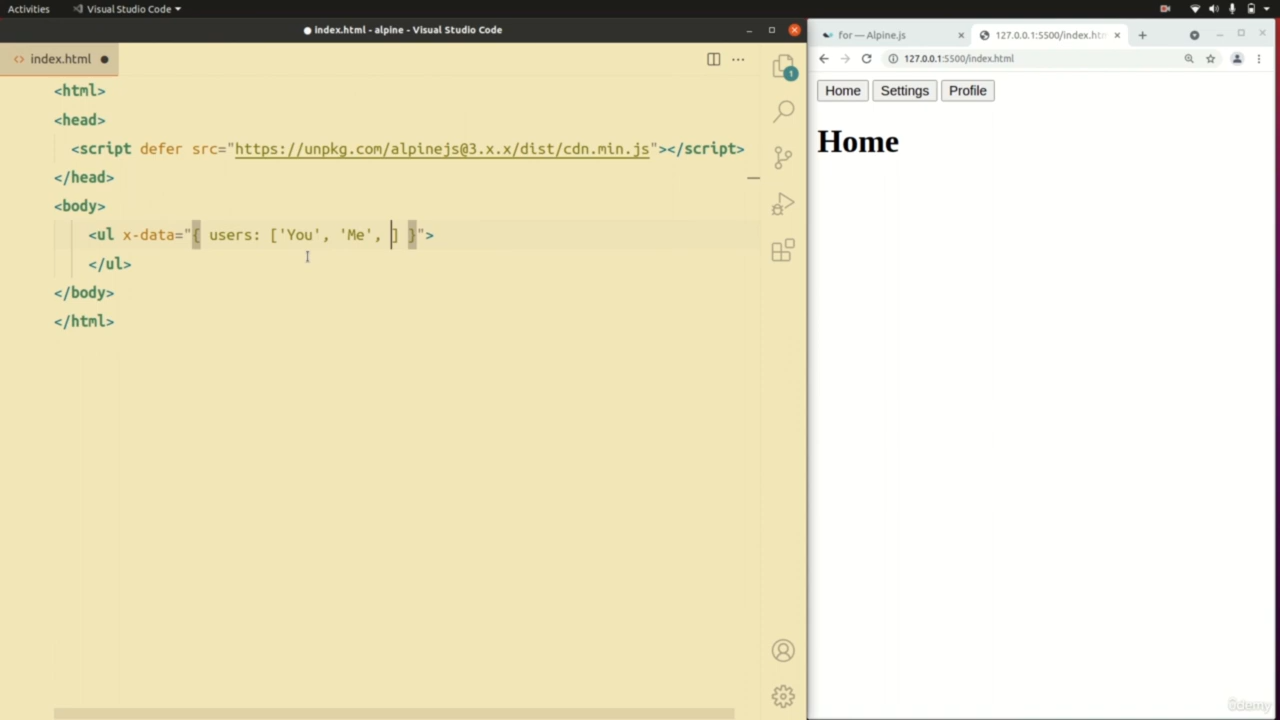 Activities
Visual Studio Code
index.html - alpine - Visual Studio Code
index.html
<html>
<head>
<script defer src="https://unpkg.com/alpinejs@3.x.x/dist/cdn.min.js"></script>
</head>
<body>
<ul x-data="{ users: ['You', 'Me', ] }">
</ul>
</body>
</html>
1
for — Alpine.js
127.0.0.1:5500/index.htm
127.0.0.1:5500/index.html
Home
Settings
Profile
Home
ûdemy